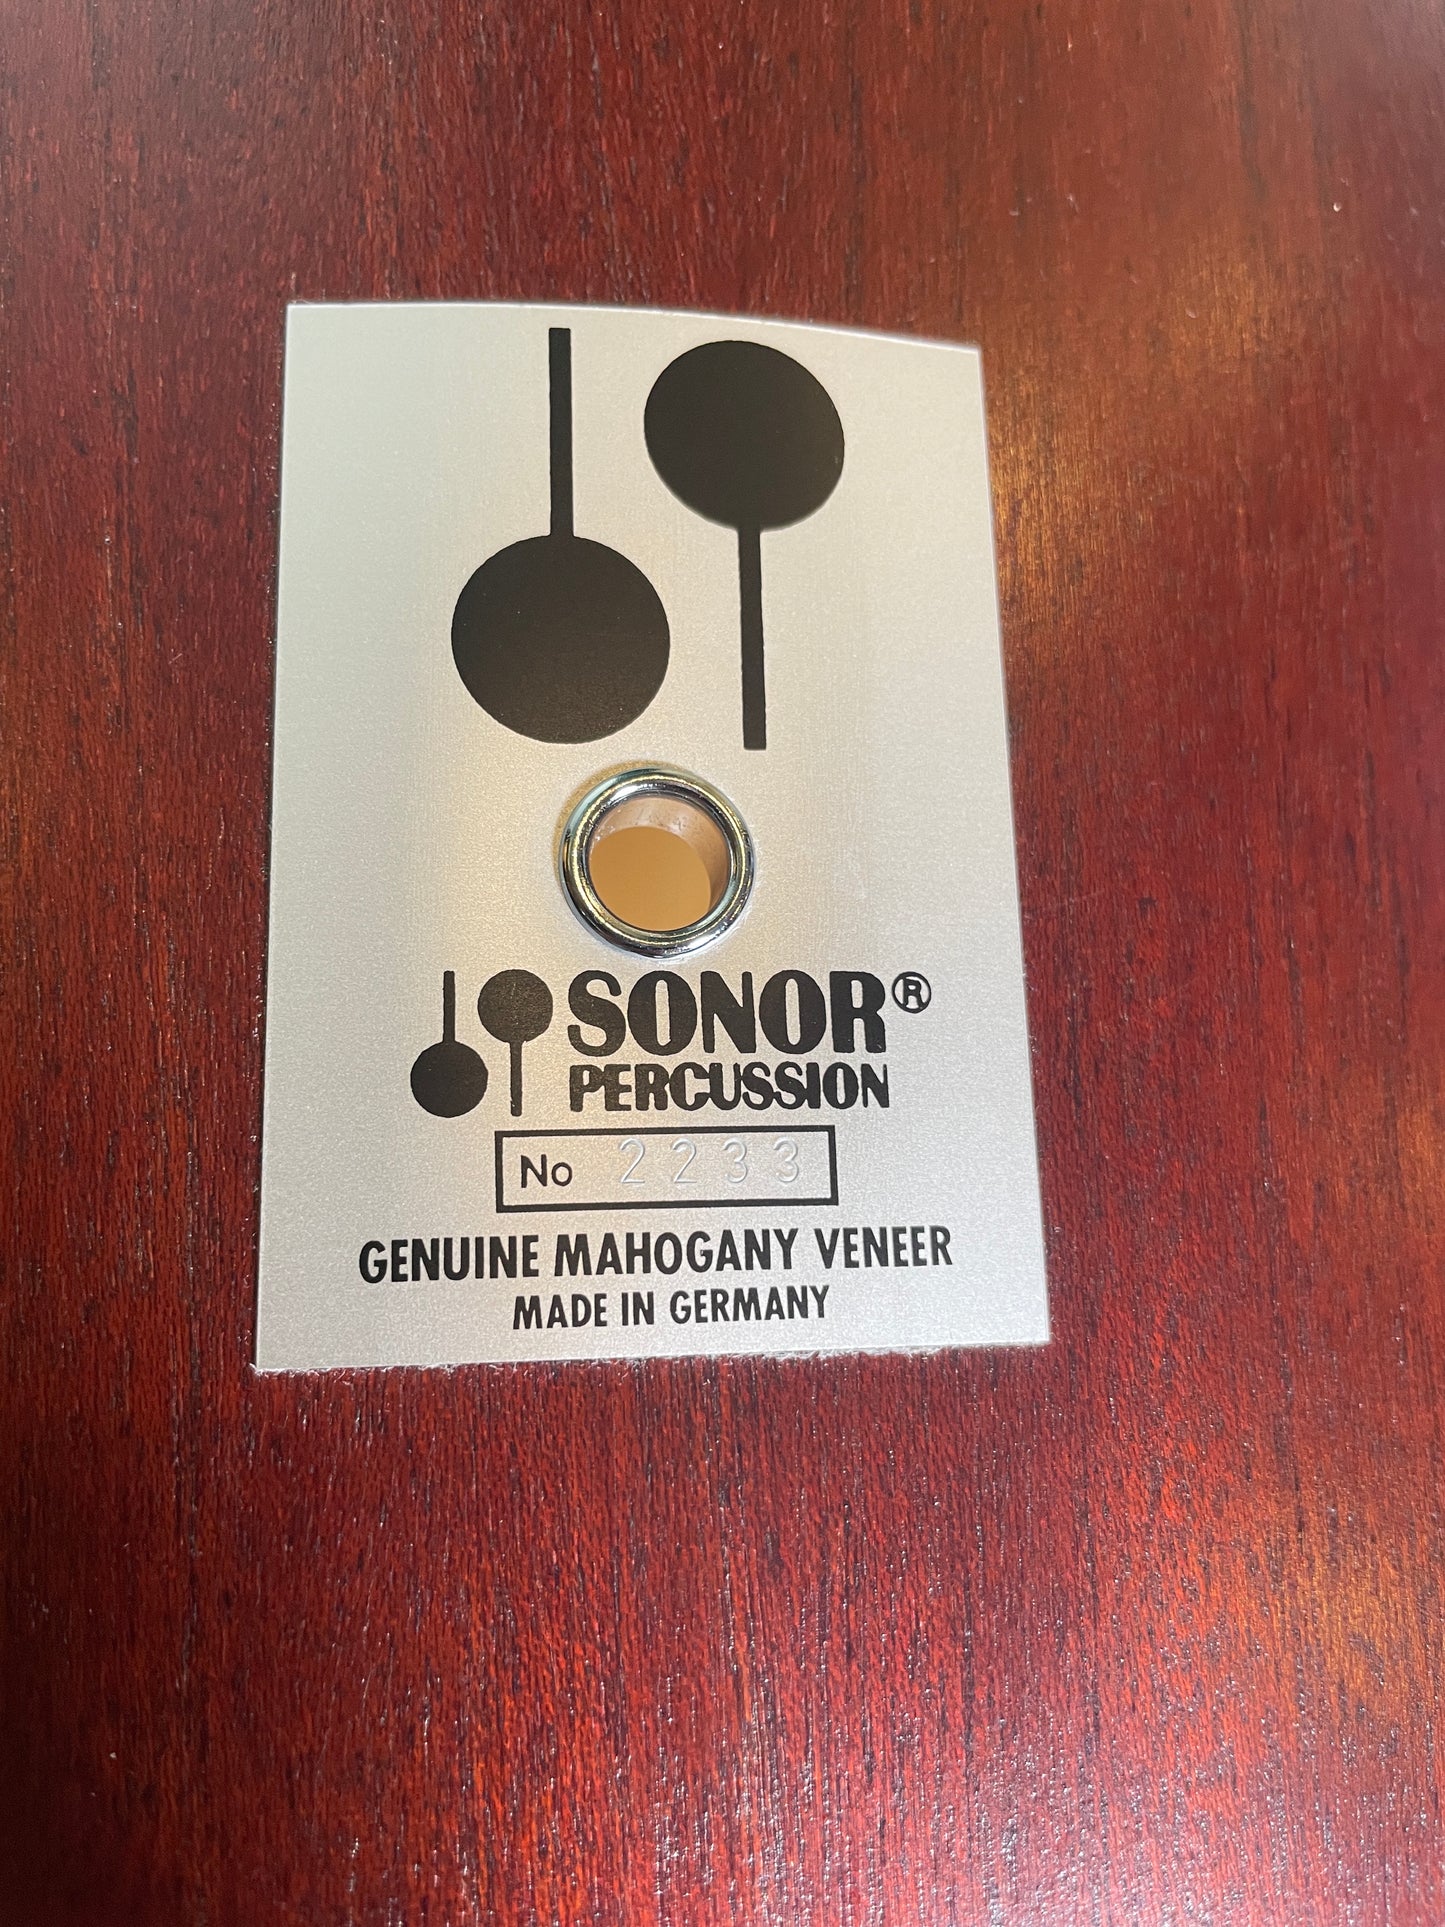 SONOR®
PERCUSSION
No 2233
GENUINE MAHOGANY VENEER
MADE IN GERMANY